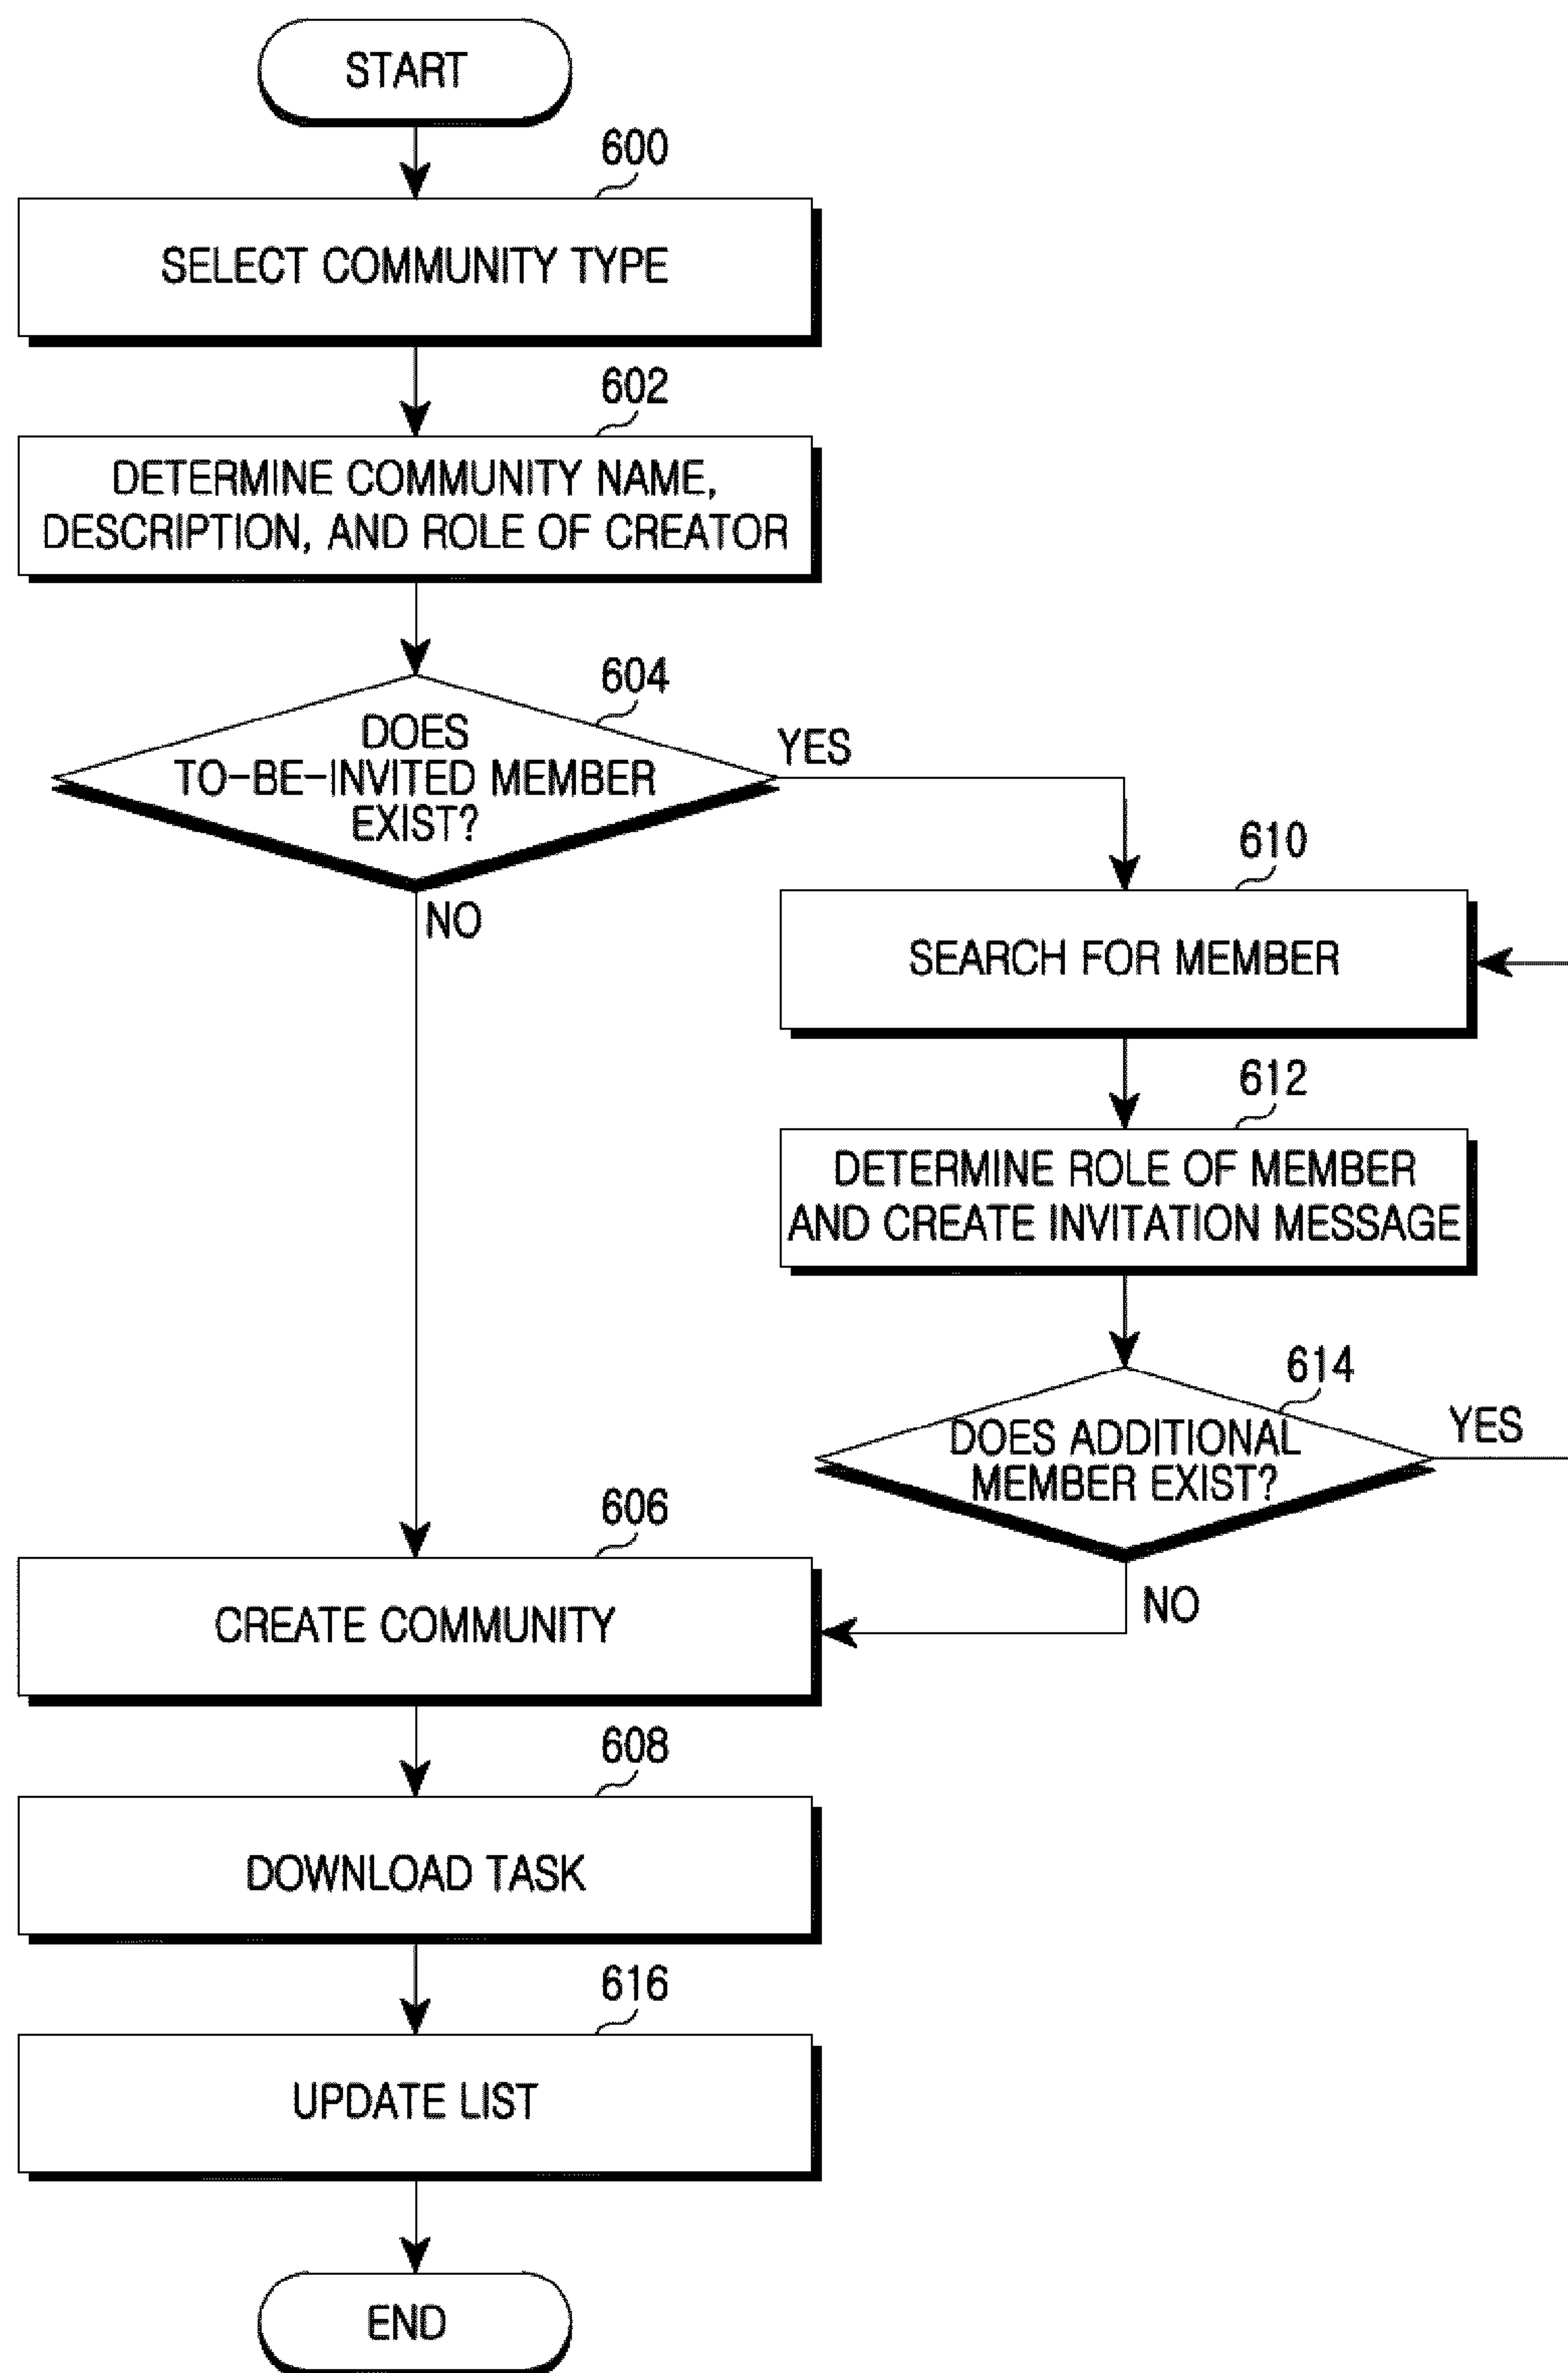 START
600
SELECT COMMUNITY TYPE
602
DETERMINE COMMUNITY NAME,
DESCRIPTION, AND ROLE OF CREATOR
604
DOES
TO-BE-INVITED MEMBER
EXIST?
YES
NO
610
SEARCH FOR MEMBER
612
DETERMINE ROLE OF MEMBER
AND CREATE INVITATION MESSAGE
614
DOES ADDITIONAL
MEMBER EXIST?
YES
NO
606
CREATE COMMUNITY
608
DOWNLOAD TASK
616
UPDATE LIST
END